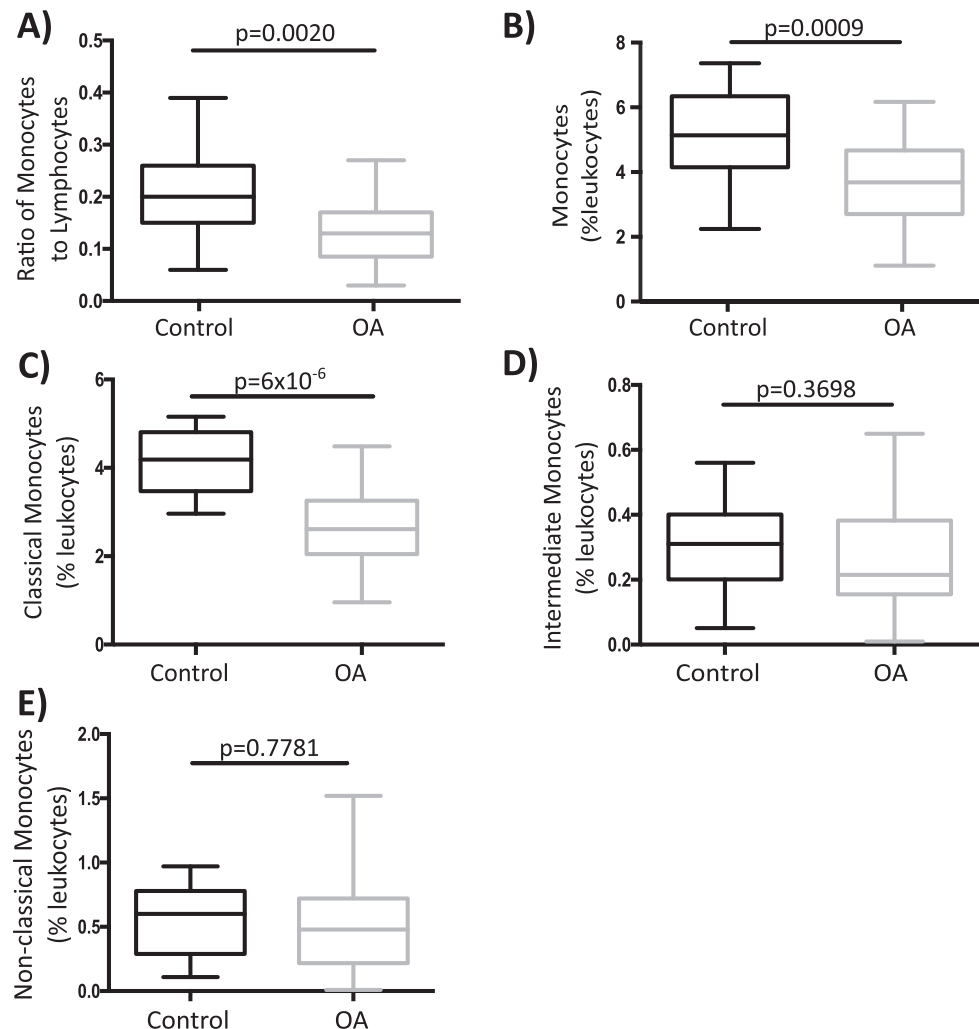 A)
p=0.0020
Ratio of Monocytes
to Lymphocytes
0.5
0.4
0.3
0.2
0.1
0.0
Control OA
B)
p=0.0009
Monocytes
(%leukocytes)
8
6
4
2
0
Control OA
C)
p=6x10-6
Classical Monocytes
(% leukocytes)
6
4
2
0
Control OA
D)
p=0.3698
Intermediate Monocytes
(% leukocytes)
0.8
0.6
0.4
0.2
0.0
Control OA
E)
p=0.7781
Non-classical Monocytes
(% leukocytes)
2.0
1.5
1.0
0.5
0.0
Control OA